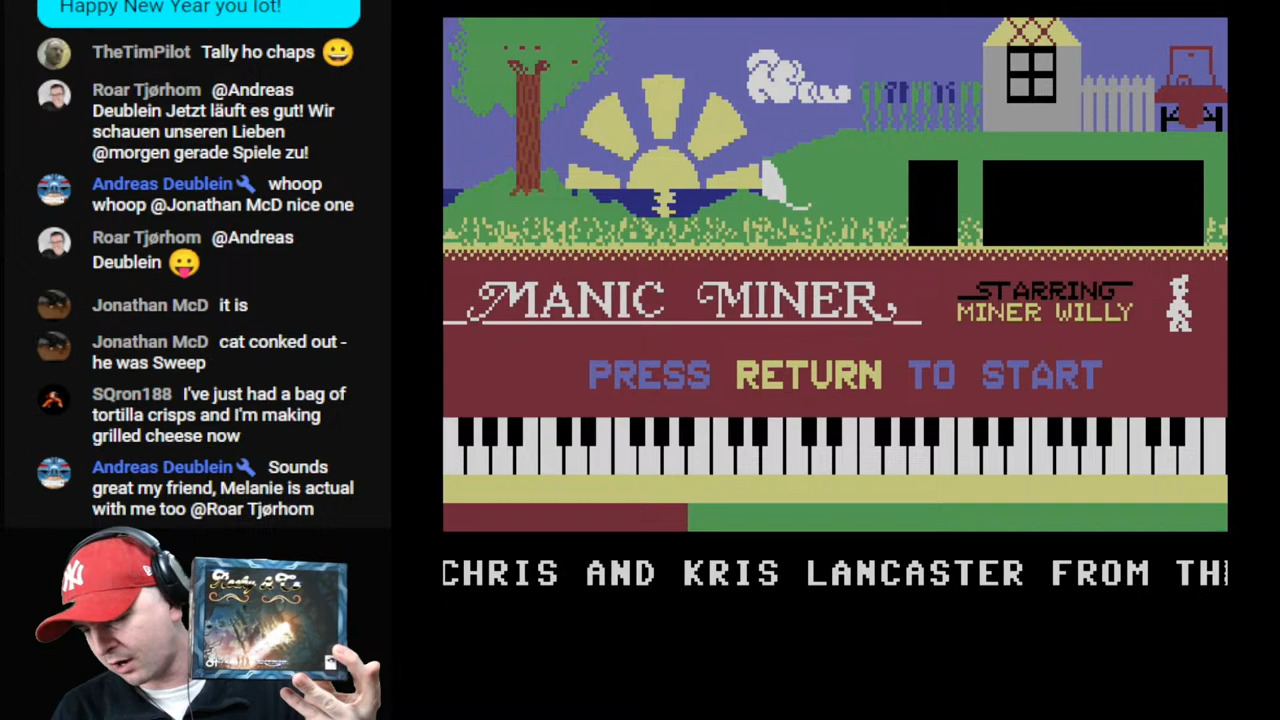 Happy New Year you lot!
TheTimPilot Tally ho chaps 😀
Roar Tjørhom @Andreas
Deublein Jetzt läuft es gut! Wir
schauen unseren Lieben
@morgen gerade Spiele zu!
Andreas Deublein whoop
whoop @Jonathan McD nice one
Roar Tjørhom @Andreas
Deublein 😛
Jonathan McD it is
Jonathan McD cat conked out -
he was Sweep
SQron188 I've just had a bag of
tortilla crisps and I'm making
grilled cheese now
Andreas Deublein Sounds
great my friend, Melanie is actual
with me too @Roar Tjørhom
MANIC MINER
STARRING
MINER WILLY
PRESS RETURN TO START
CHRIS AND KRIS LANCASTER FROM TH